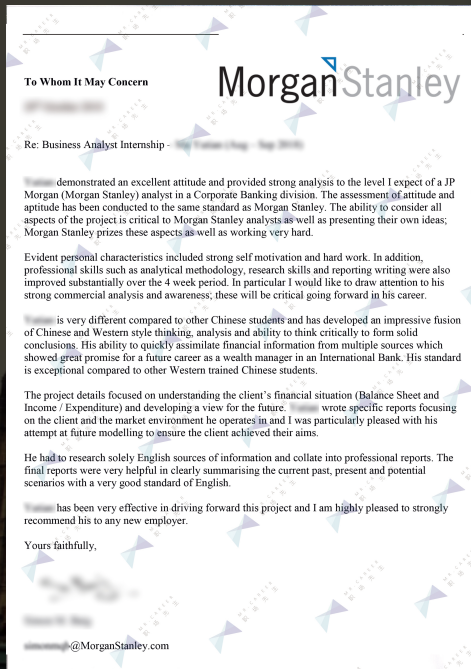 To Whom It May Concern
Morgan Stanley
Re: Business Analyst Internship -
demonstrated an excellent attitude and provided strong analysis to the level I expect of a JP
Morgan (Morgan Stanley) analyst in a Corporate Banking division. The assessment of attitude and
aptitude has been conducted to the same standard as Morgan Stanley. The ability to consider all
aspects of the project is critical to Morgan Stanley analysts as well as presenting their own ideas;
Morgan Stanley prizes these aspects as well as working very hard.
Evident personal characteristics included strong self motivation and hard work. In addition,
professional skills such as analytical methodology, research skills and reporting writing were also
improved substantially over the 4 week period. In particular I would like to draw attention to his
strong commercial analysis and awareness; these will be critical going forward in his career.
is very different compared to other Chinese students and has developed an impressive fusion
of Chinese and Western style thinking, analysis and ability to think critically to form solid
conclusions. His ability to quickly assimilate financial information from multiple sources which
showed great promise for a future career as a wealth manager in an International Bank. His standard
is exceptional compared to other Western trained Chinese students.
The project details focused on understanding the client's financial situation (Balance Sheet and
Income / Expenditure) and developing a view for the future. wrote specific reports focusing
on the client and the market environment he operates in and I was particularly pleased with his
attempt at future modelling to ensure the client achieved their aims.
He had to research solely English sources of information and collate into professional reports. The
final reports were very helpful in clearly summarising the current past, present and potential
scenarios with a very good standard of English.
has been very effective in driving forward this project and I am highly pleased to strongly
recommend his to any new employer.
Yours faithfully,
@MorganStanley.com